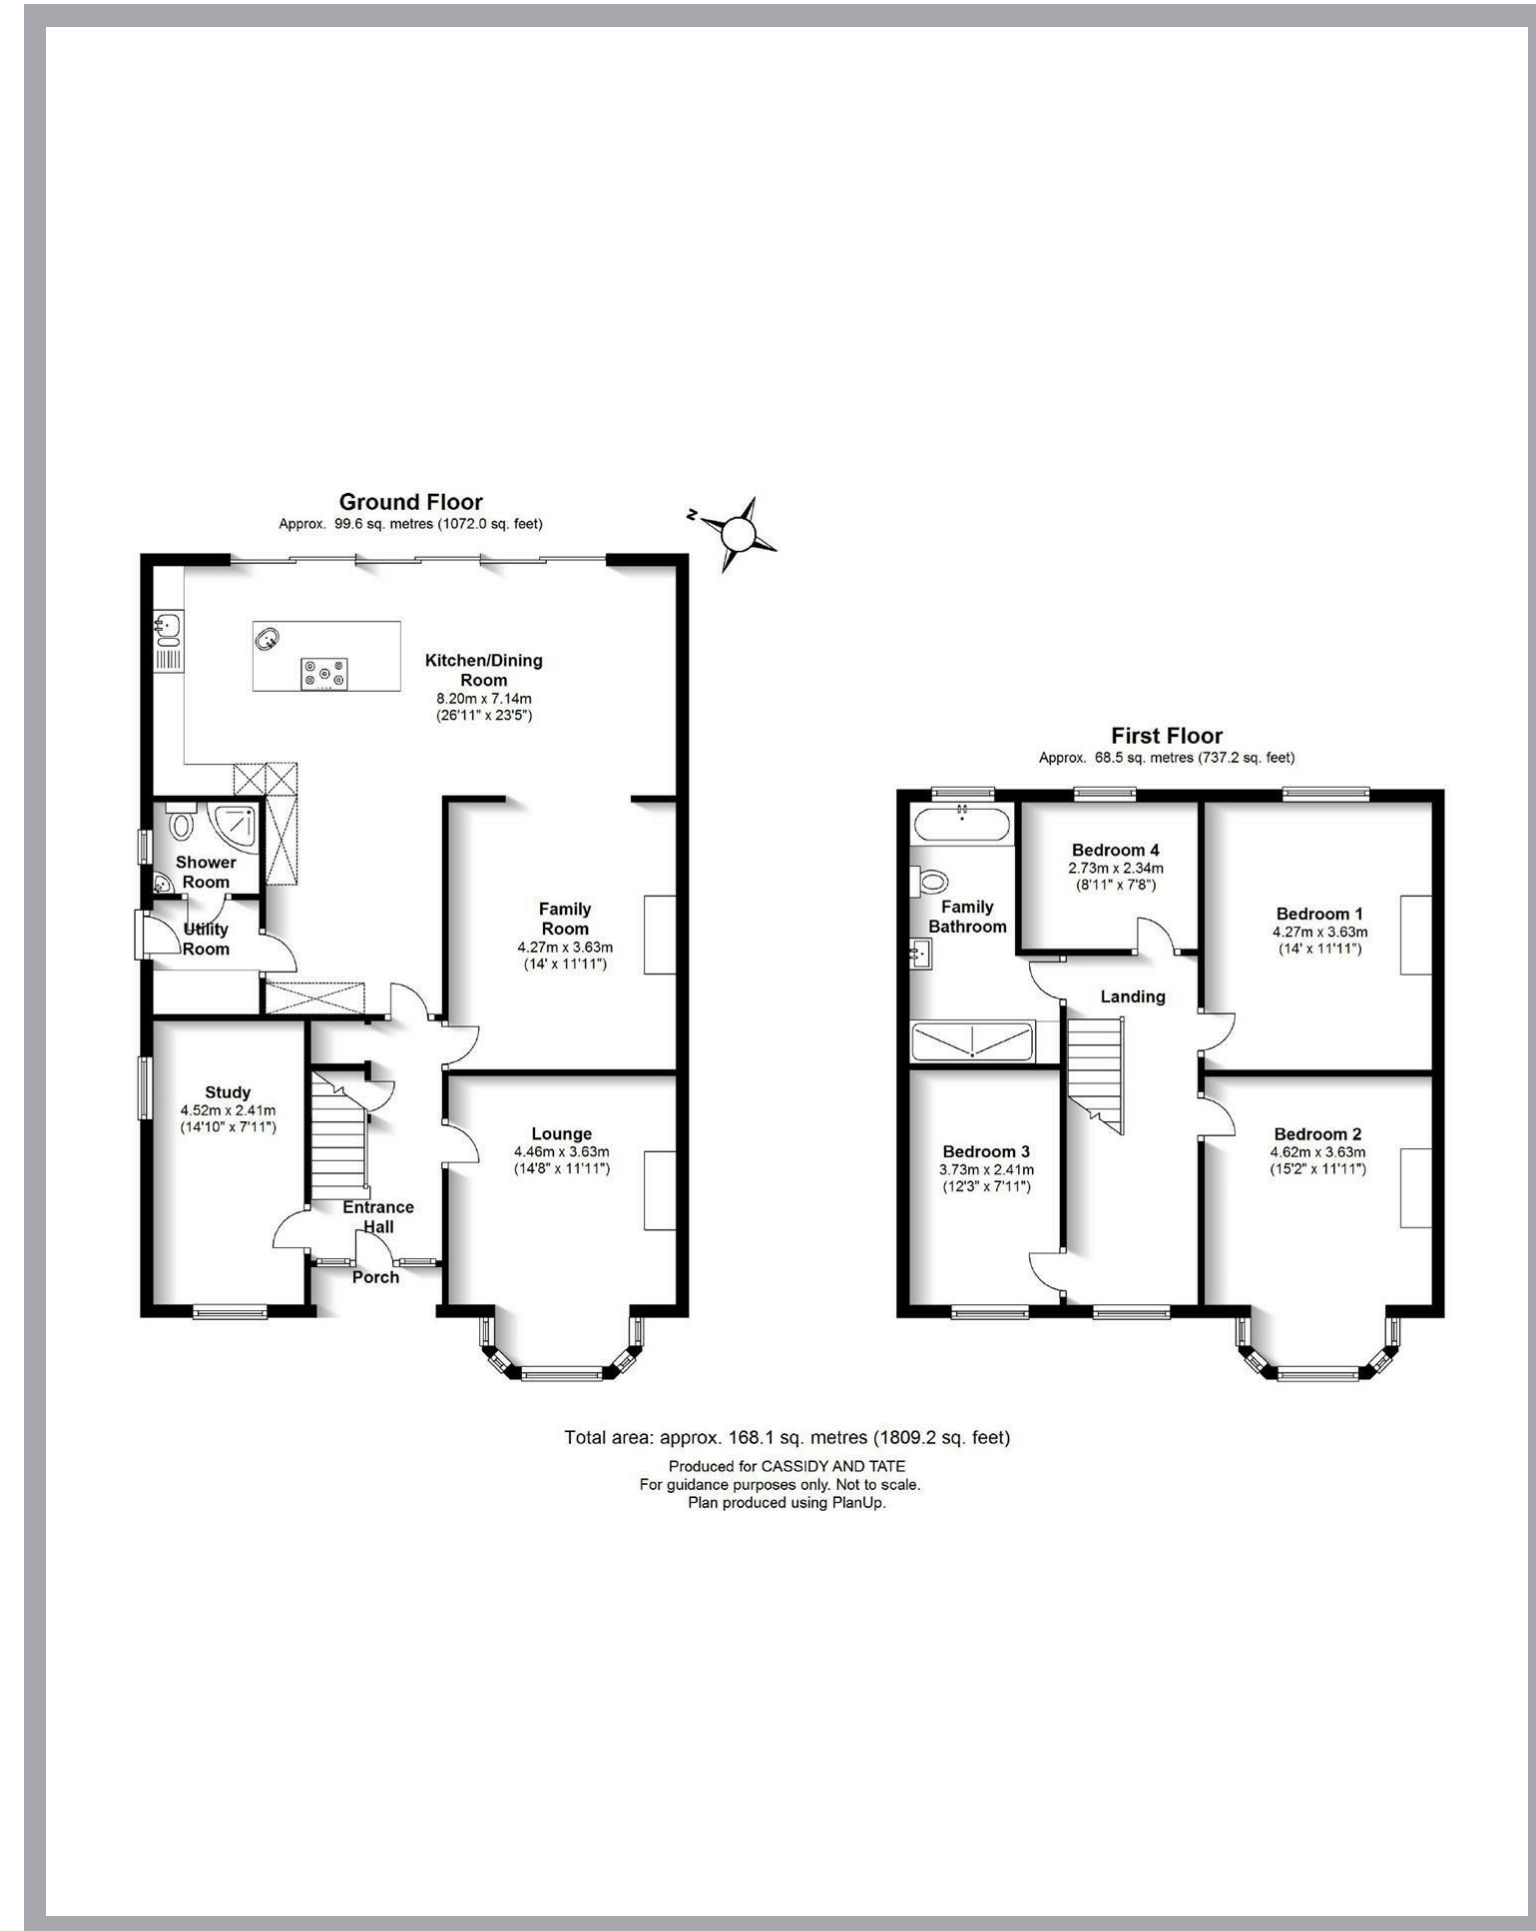 Ground Floor
Approx. 99.6 sq. metres (1072.0 sq. feet)
N
Kitchen/Dining
Room
8.20m x 7.14m
(26'11" x 23'5")
Shower
Room
Utility
Room
Family
Room
4.27m x 3.63m
(14' x 11'11")
Study
4.52m x 2.41m
(14'10" x 7'11")
Lounge
4.46m x 3.63m
(14'8" x 11'11")
Entrance
Hall
Porch
First Floor
Approx. 68.5 sq. metres (737.2 sq. feet)
Bedroom 4
2.73m x 2.34m
(8'11" x 7'8")
Family
Bathroom
Bedroom 1
4.27m x 3.63m
(14' x 11'11")
Landing
Bedroom 3
3.73m x 2.41m
(12'3" x 7'11")
Bedroom 2
4.62m x 3.63m
(15'2" x 11'11")
Total area: approx. 168.1 sq. metres (1809.2 sq. feet)
Produced for CASSIDY AND TATE
For guidance purposes only. Not to scale.
Plan produced using PlanUp.